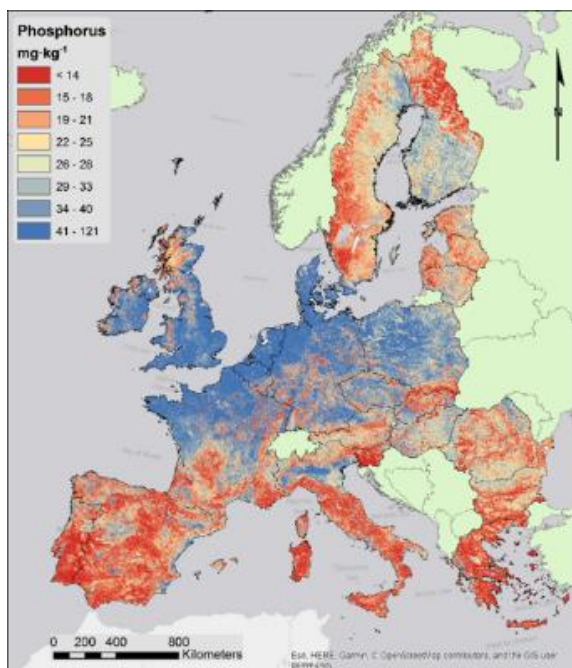 Phosphorus
mg·kg⁻¹
< 14
15 - 18
19 - 21
22 - 25
26 - 28
29 - 33
34 - 40
41 - 121
N
0 200 400 800
Kilometers
Esri, HERE, Garmin, © OpenStreetMap contributors, and the GIS user